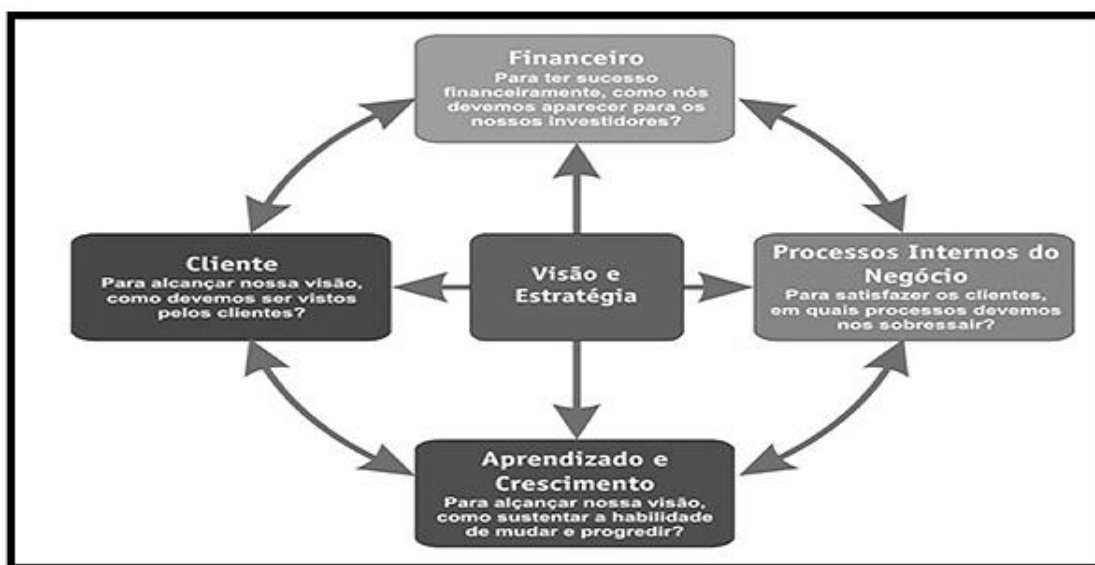 Financeiro
Para ter sucesso
financeiramente, como nós
devemos aparecer para os
nossos investidores?
Cliente
Para alcançar nossa visão,
como devemos ser vistos
pelos clientes?
Visão e
Estratégia
Processos Internos do
Negócio
Para satisfazer os clientes,
em quais processos devemos
nos sobressair?
Aprendizado e
Crescimento
Para alçançar nossa visão,
como sustentar a habilidade
de mudar e progredir?